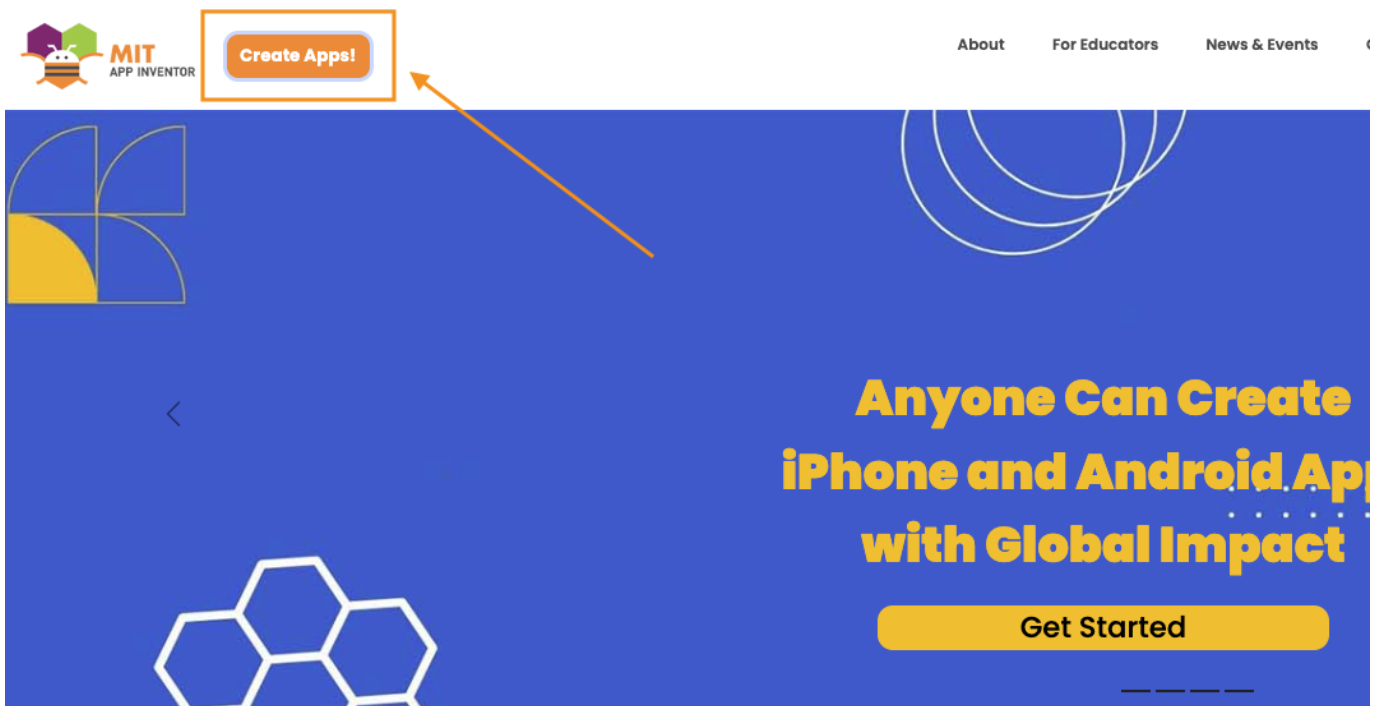 MIT
APP INVENTOR
Create Apps!
About
For Educators
News & Events
Anyone Can Create
iPhone and Android App
with Global Impact
Get Started